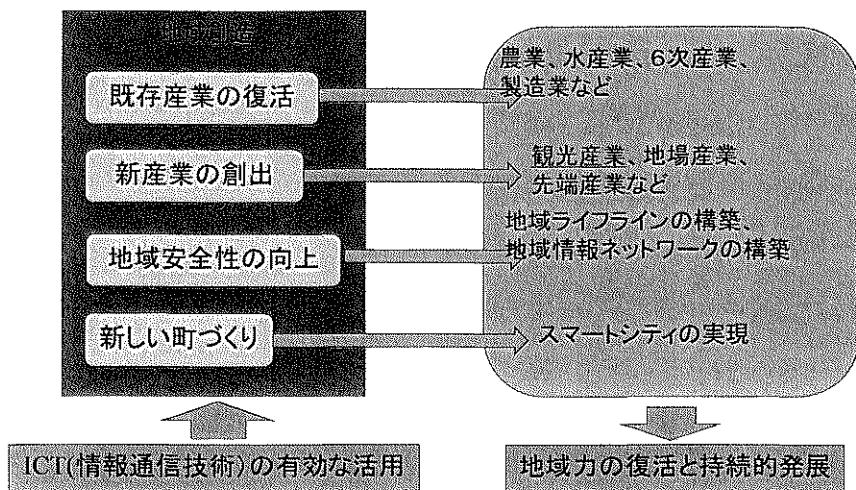 既存産業の復活
農業、水産業、6次産業、
製造業など
新産業の創出
観光産業、地場産業、
先端産業など
地域安全性の向上
地域ライフラインの構築、
地域情報ネットワークの構築
新しい町づくり
スマートシティの実現
ICT(情報通信技術)の有効な活用
地域力の復活と持続的発展